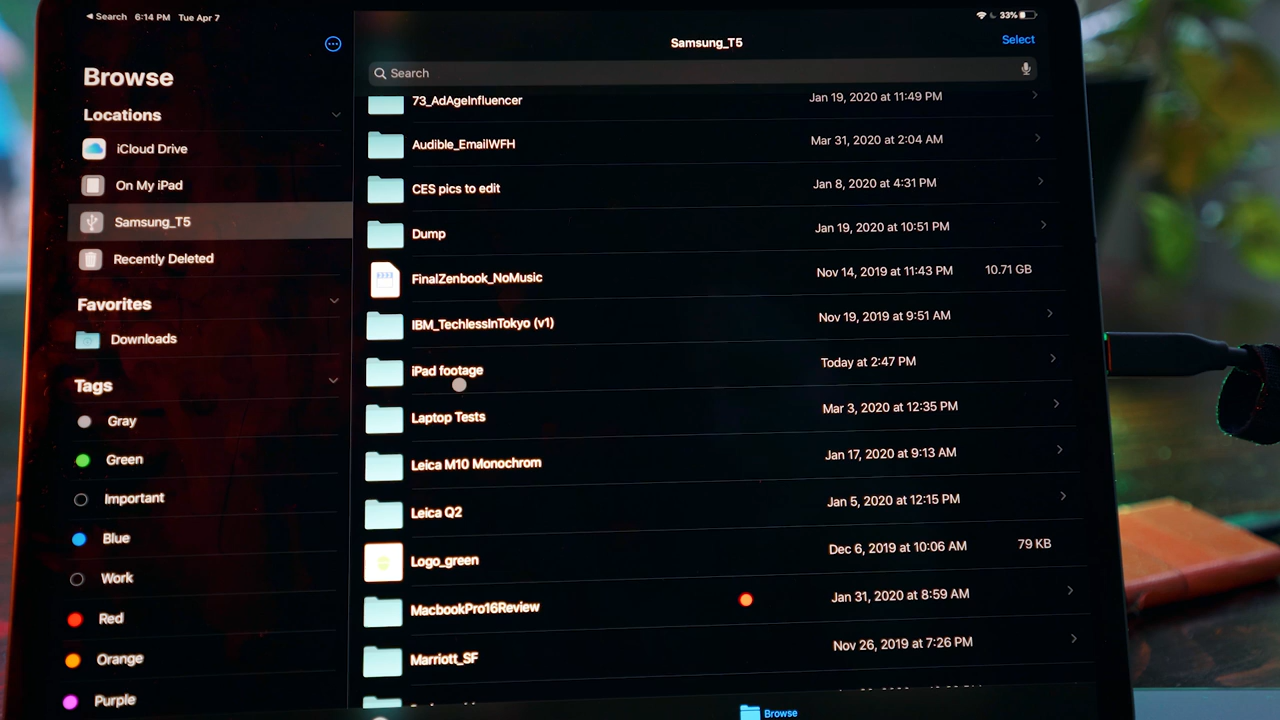 Search 6:14 PM Tue Apr 7
33%
Browse
Locations
iCloud Drive
On My iPad
Samsung_T5
Recently Deleted
Favorites
Downloads
Tags
Gray
Green
Important
Blue
Work
Red
Orange
Purple
Samsung_T5
Select
Search
73_AdAgeInfluencer Jan 19, 2020 at 11:49 PM
Audible_EmailWFH Mar 31, 2020 at 2:04 AM
CES pics to edit Jan 8, 2020 at 4:31 PM
Dump Jan 19, 2020 at 10:51 PM
FinalZenbook_NoMusic Nov 14, 2019 at 11:43 PM 10.71 GB
IBM_TechlessInTokyo (v1) Nov 19, 2019 at 9:51 AM
iPad footage Today at 2:47 PM
Laptop Tests Mar 3, 2020 at 12:35 PM
Leica M10 Monochrom Jan 17, 2020 at 9:13 AM
Leica Q2 Jan 5, 2020 at 12:15 PM
Logo_green Dec 6, 2019 at 10:06 AM 79 KB
MacbookPro16Review Jan 31, 2020 at 8:59 AM
Marriott_SF Nov 26, 2019 at 7:26 PM
Browse